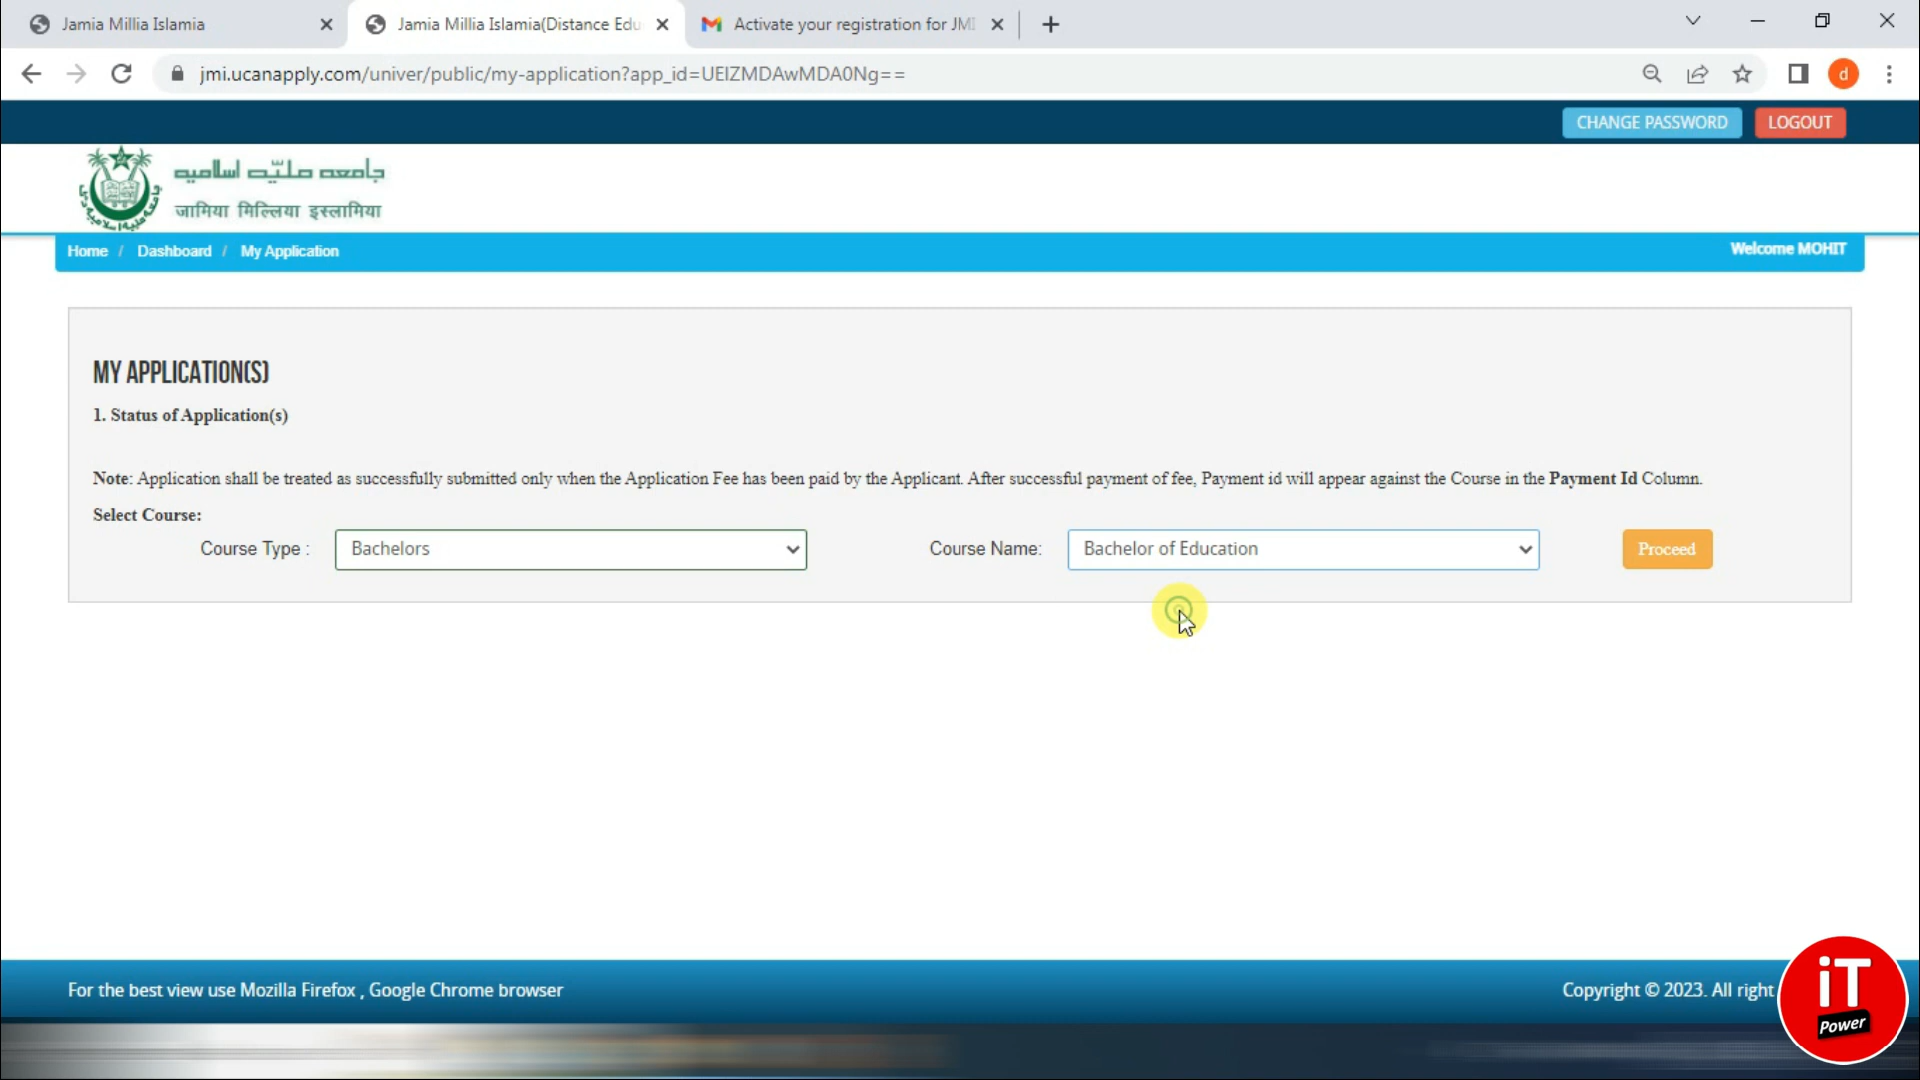 Jamia Millia Islamia
Jamia Millia Islamia(Distance Edu
Activate your registration for JMI
jmi.ucanapply.com/univer/public/my-application?app_id=UEIZMDAwMDA0Ng==
d
CHANGE PASSWORD
LOGOUT
جامعہ ملیّہ اسلامیہ
जामिया मिल्लिया इस्लामिया
Home / Dashboard / My Application
Welcome MOHIT
MY APPLICATION(S)
1. Status of Application(s)
Note: Application shall be treated as successfully submitted only when the Application Fee has been paid by the Applicant. After successful payment of fee, Payment id will appear against the Course in the Payment Id Column.
Select Course:
Course Type : Bachelors Course Name: Bachelor of Education Proceed
For the best view use Mozilla Firefox , Google Chrome browser
Copyright © 2023. All right
iT
Power